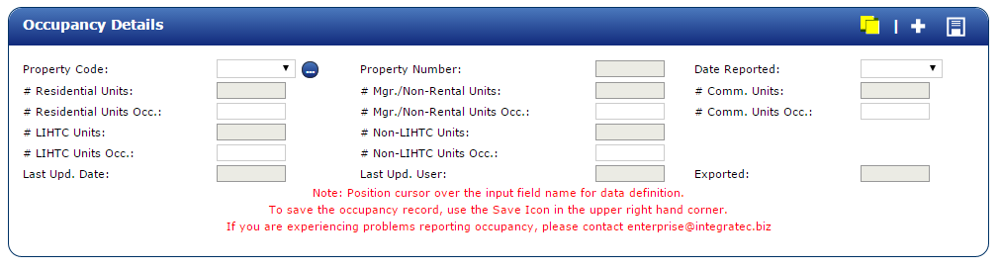 Occupancy Details
Property Code: ... Property Number: Date Reported:
# Residential Units: # Mgr./Non-Rental Units: # Comm. Units:
# Residential Units Occ.: # Mgr./Non-Rental Units Occ.: # Comm. Units Occ.:
# LIHTC Units: # Non-LIHTC Units:
# LIHTC Units Occ.: # Non-LIHTC Units Occ.:
Last Upd. Date: Last Upd. User: Exported:
Note: Position cursor over the input field name for data definition.
To save the occupancy record, use the Save Icon in the upper right hand corner.
If you are experiencing problems reporting occupancy, please contact enterprise@integratec.biz